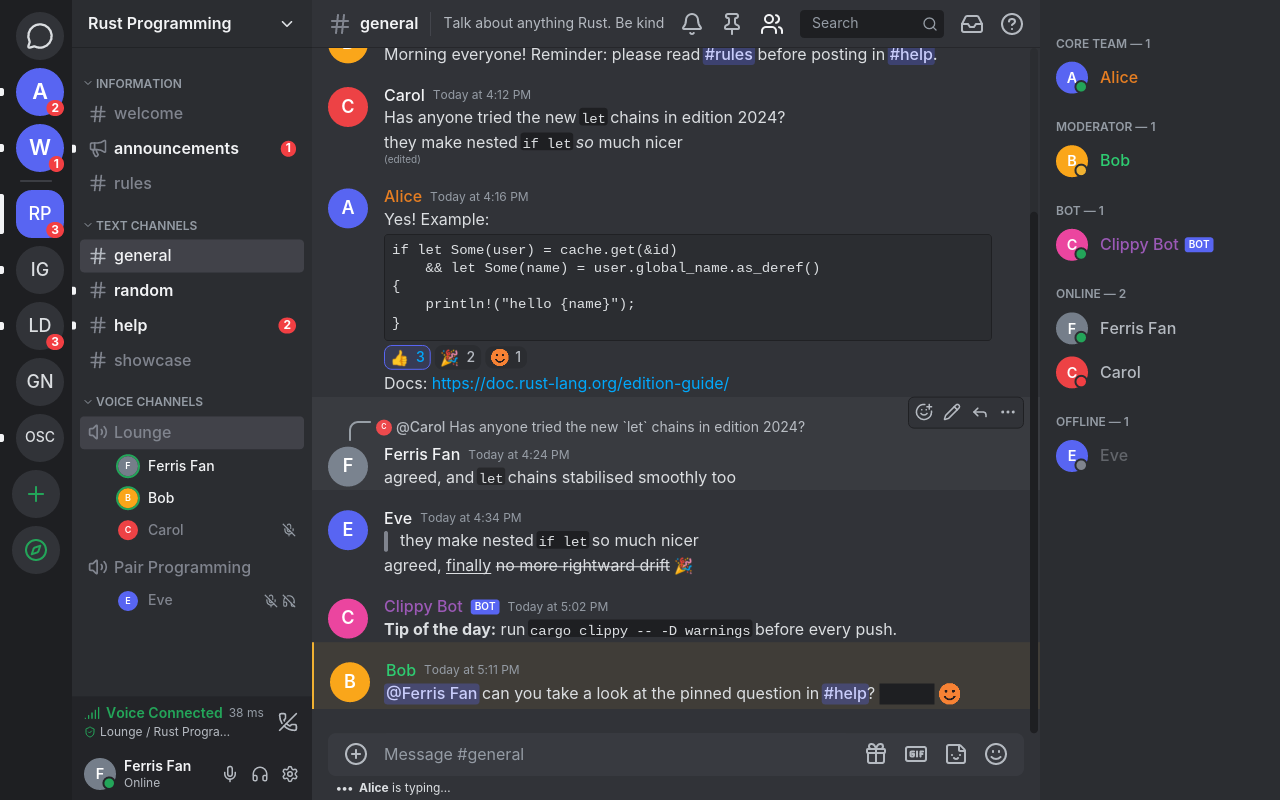 A
2
W
1
RP
3
IG
LD
3
GN
OSC
Rust Programming
INFORMATION
welcome
announcements 1
rules
TEXT CHANNELS
general
random
help 2
showcase
VOICE CHANNELS
Lounge
F Ferris Fan
B Bob
C Carol
Pair Programming
E Eve
Voice Connected 38 ms
Lounge / Rust Progra...
F Ferris Fan
Online
general Talk about anything Rust. Be kind
Search
Morning everyone! Reminder: please read #rules before posting in #help.
C Carol Today at 4:12 PM
Has anyone tried the new let chains in edition 2024?
they make nested if let so much nicer
(edited)
A Alice Today at 4:16 PM
Yes! Example:
if let Some(user) = cache.get(&id)
&& let Some(name) = user.global_name.as_deref()
{
println!("hello {name}");
}
👍 3 🎉 2 🙂 1
Docs: https://doc.rust-lang.org/edition-guide/
C @Carol Has anyone tried the new `let` chains in edition 2024?
F Ferris Fan Today at 4:24 PM
agreed, and let chains stabilised smoothly too
E Eve Today at 4:34 PM
they make nested if let so much nicer
agreed, finally no more rightward drift 🎉
C Clippy Bot BOT Today at 5:02 PM
Tip of the day: run cargo clippy -- -D warnings before every push.
B Bob Today at 5:11 PM
@Ferris Fan can you take a look at the pinned question in #help? 🙂
Message #general
GIF
Alice is typing...
CORE TEAM — 1
A Alice
MODERATOR — 1
B Bob
BOT — 1
C Clippy Bot BOT
ONLINE — 2
F Ferris Fan
C Carol
OFFLINE — 1
E Eve